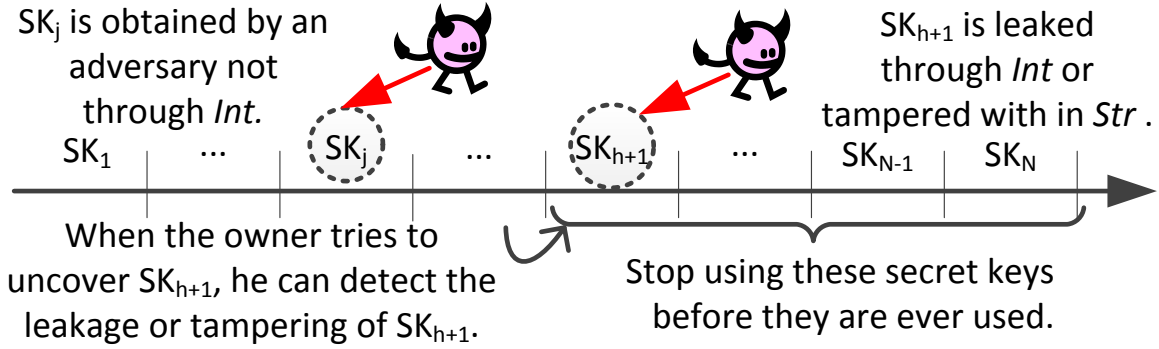 SKj is obtained by an
adversary not
through Int.
SKh+1 is leaked
through Int or
tampered with in Str .
SK1 ... SKj ... SKh+1 ... SKN-1 SKN
When the owner tries to
uncover SKh+1, he can detect the
leakage or tampering of SKh+1.
Stop using these secret keys
before they are ever used.